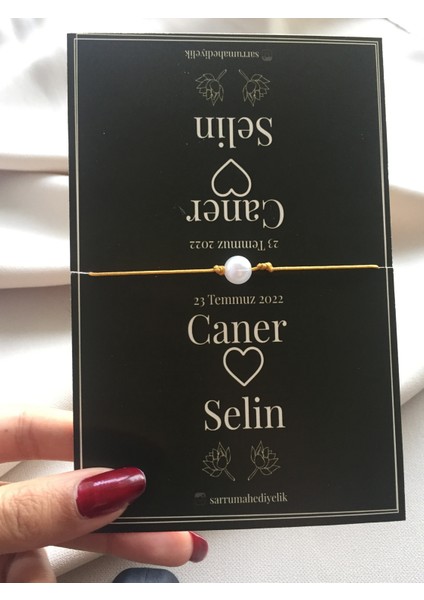 sarrumahediyelik
Selin
Caner
23 Temmuz 2022
23 Temmuz 2022
Caner
Selin
sarrumahediyelik